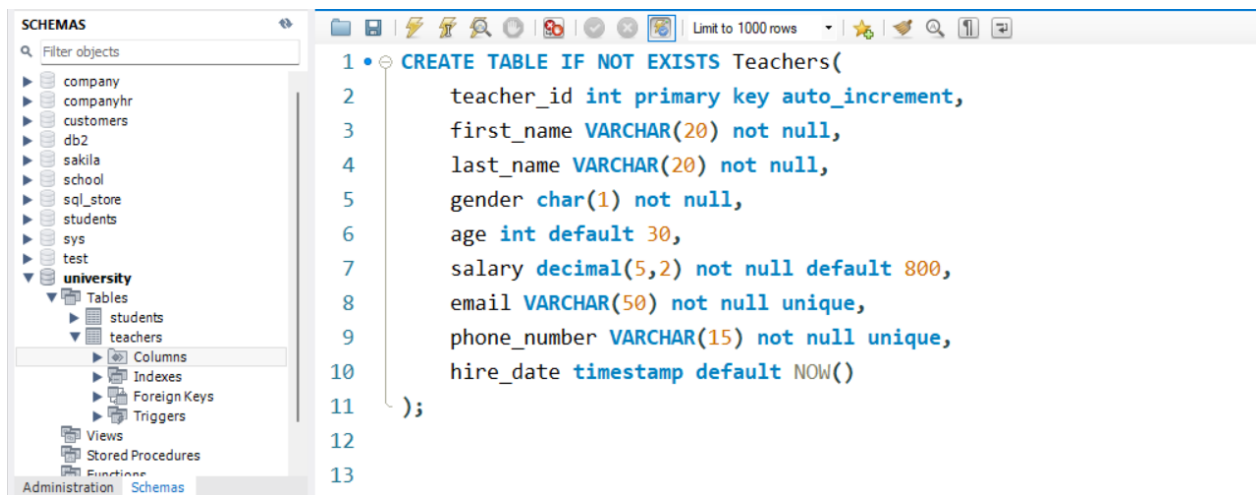 SCHEMAS
Filter objects
company
companyhr
customers
db2
sakila
school
sql_store
students
sys
test
university
Tables
students
teachers
Columns
Indexes
Foreign Keys
Triggers
Views
Stored Procedures
Functions
Administration Schemas
Limit to 1000 rows
1 CREATE TABLE IF NOT EXISTS Teachers(
2 teacher_id int primary key auto_increment,
3 first_name VARCHAR(20) not null,
4 last_name VARCHAR(20) not null,
5 gender char(1) not null,
6 age int default 30,
7 salary decimal(5,2) not null default 800,
8 email VARCHAR(50) not null unique,
9 phone_number VARCHAR(15) not null unique,
10 hire_date timestamp default NOW()
11 );
12
13